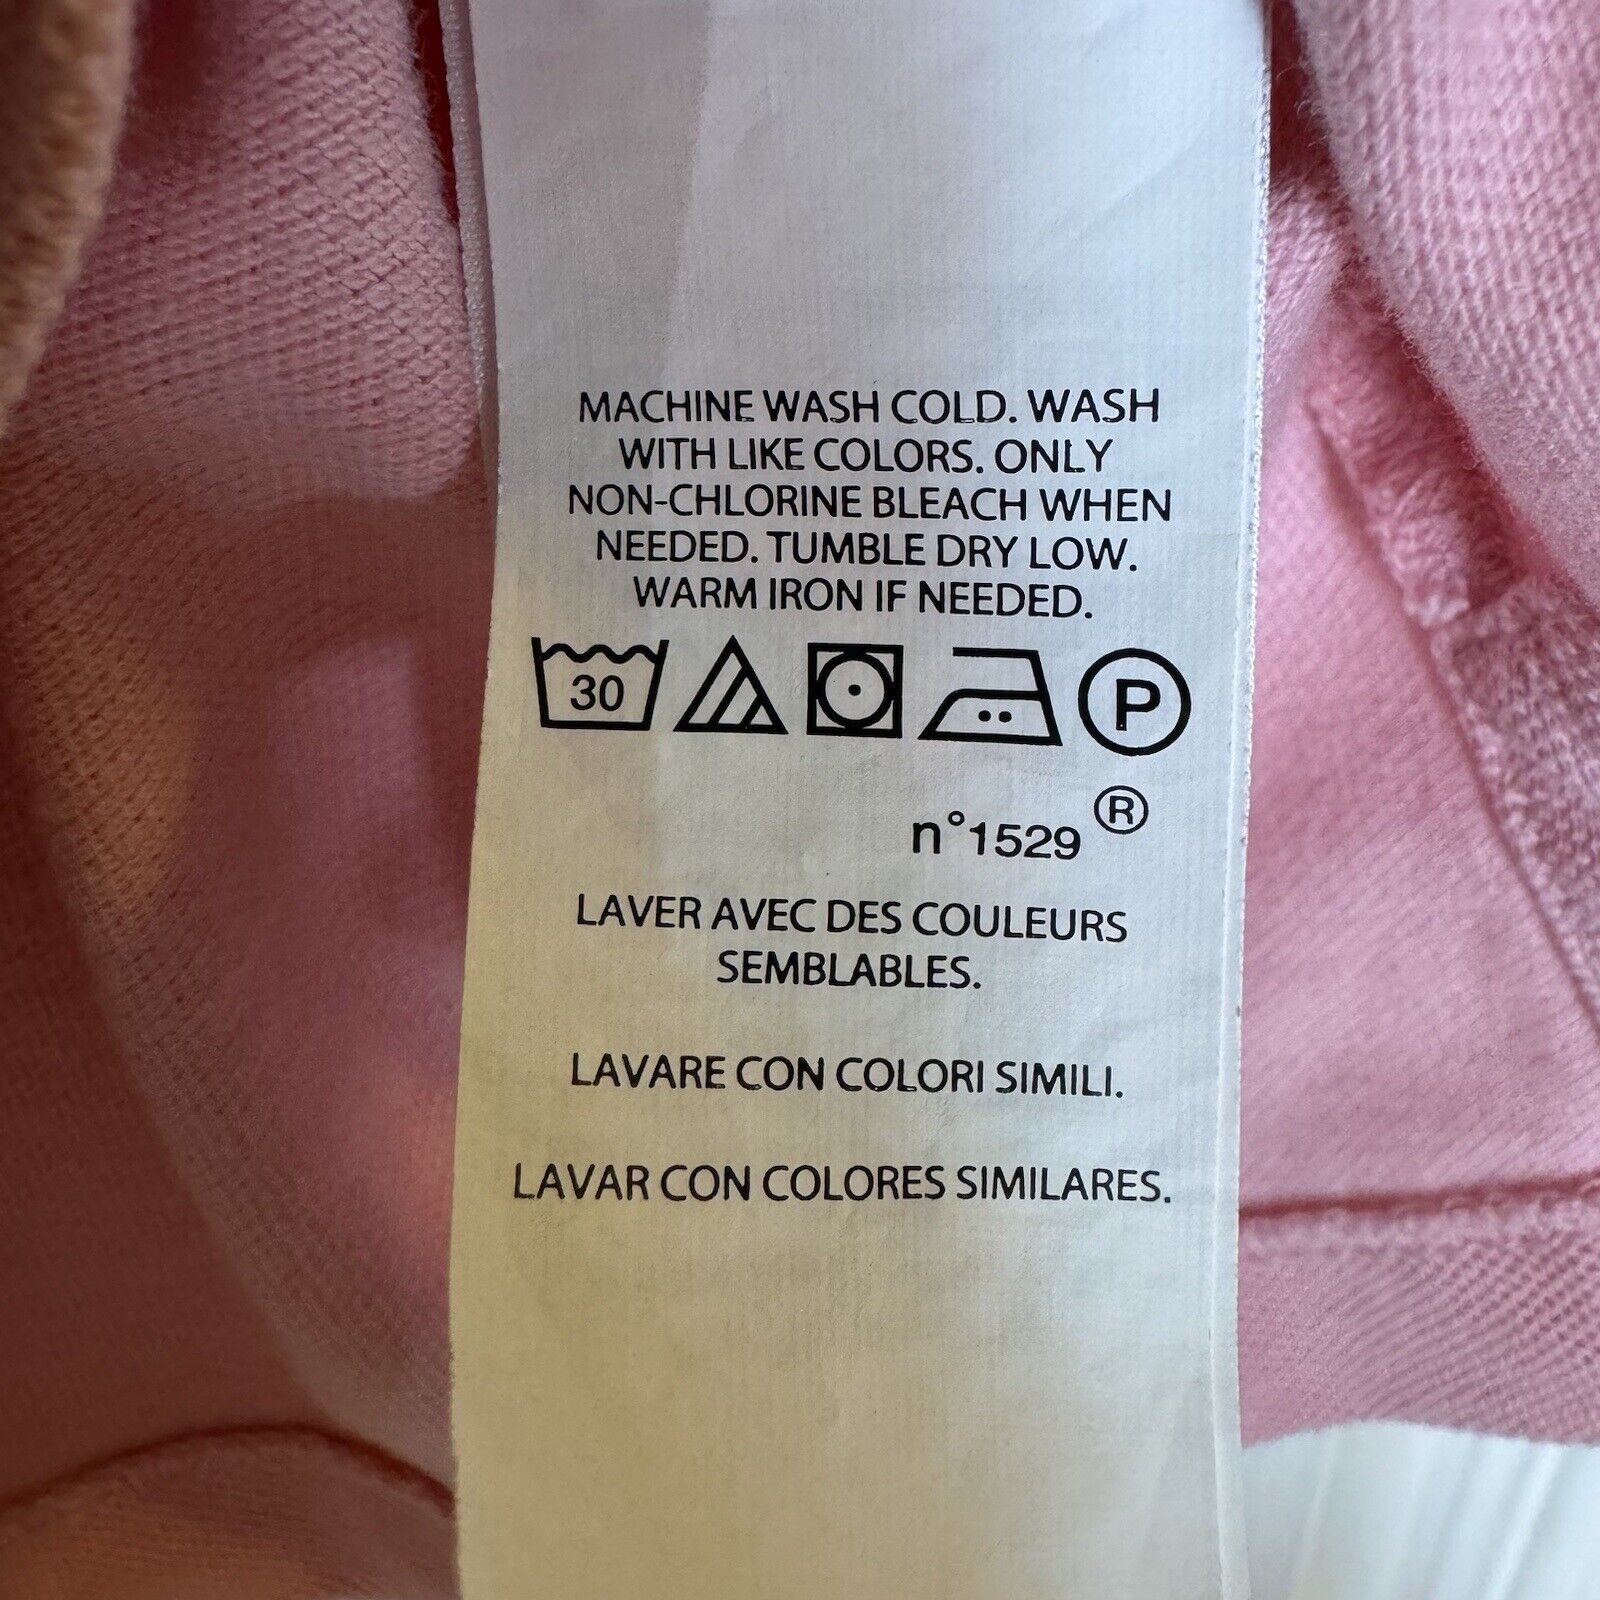 MACHINE WASH COLD. WASH
WITH LIKE COLORS. ONLY
NON-CHLORINE BLEACH WHEN
NEEDED. TUMBLE DRY LOW.
WARM IRON IF NEEDED.
30 P
n°1529 ®
LAVER AVEC DES COULEURS
SEMBLABLES.
LAVARE CON COLORI SIMILI.
LAVAR CON COLORES SIMILARES.